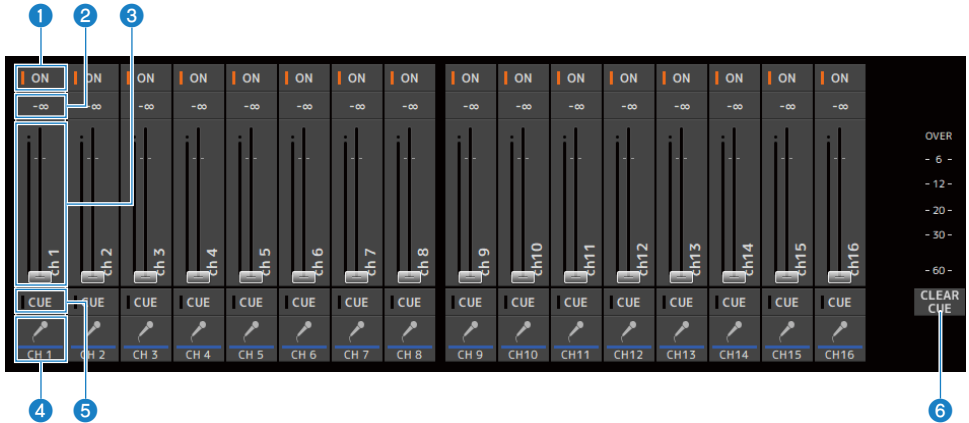 1 2 3
ON ON ON ON ON ON ON ON ON ON ON ON ON ON ON ON
-∞ -∞ -∞ -∞ -∞ -∞ -∞ -∞ -∞ -∞ -∞ -∞ -∞ -∞ -∞ -∞
OVER
- 6 -
- 12 -
- 20 -
- 30 -
- 60 -
ch 1 ch 2 ch 3 ch 4 ch 5 ch 6 ch 7 ch 8 ch 9 ch10 ch11 ch12 ch13 ch14 ch15 ch16
CUE CUE CUE CUE CUE CUE CUE CUE CUE CUE CUE CUE CUE CUE CUE CUE
CLEAR
CUE
CH 1 CH 2 CH 3 CH 4 CH 5 CH 6 CH 7 CH 8 CH 9 CH10 CH11 CH12 CH13 CH14 CH15 CH16
4 5 6